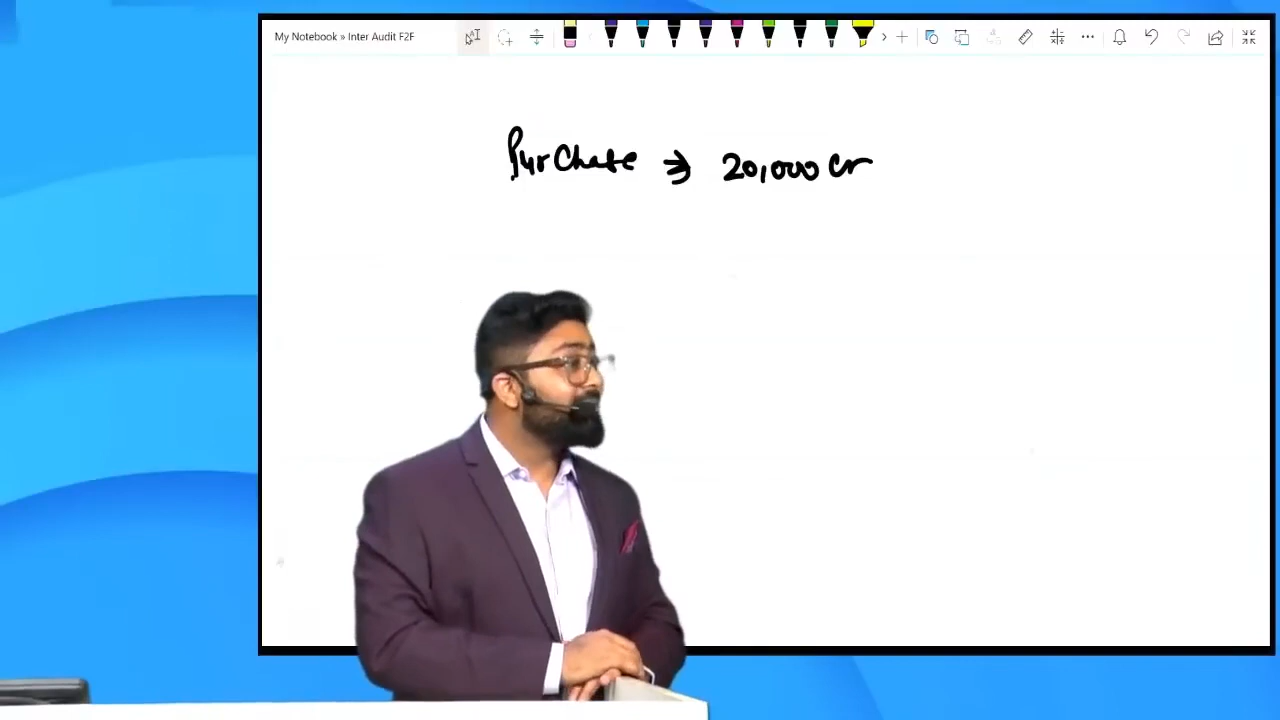 My Notebook » Inter Audit F2F
Purchase ⇒ 20,000 Cr